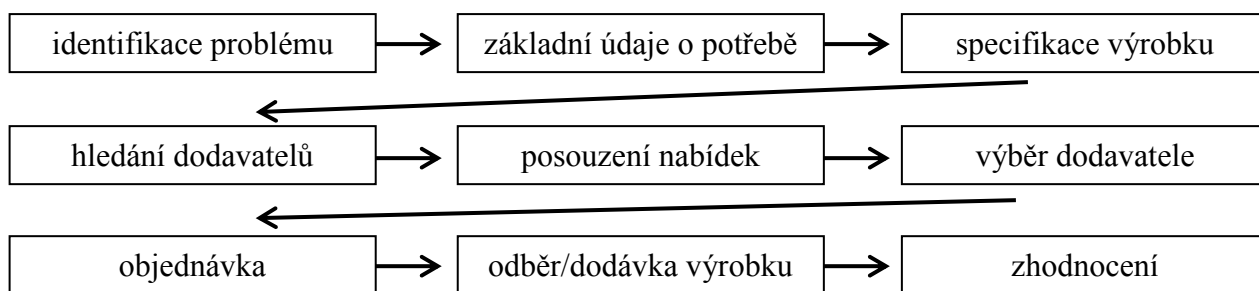 identifikace problému
základní údaje o potřebě
specifikace výrobku
hledání dodavatelů
posouzení nabídek
výběr dodavatele
objednávka
odběr/dodávka výrobku
zhodnocení